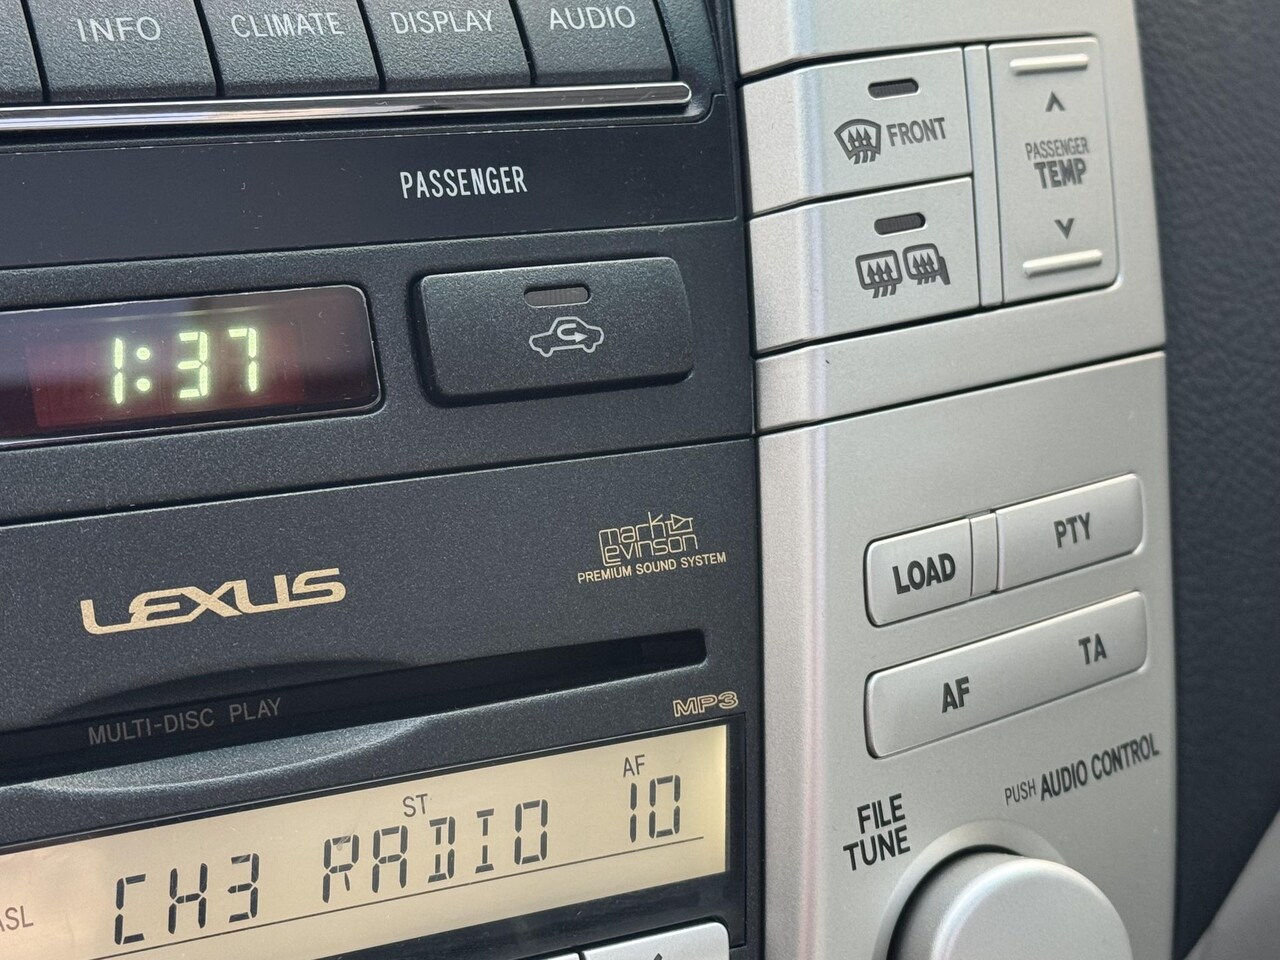 INFO CLIMATE DISPLAY AUDIO
PASSENGER
FRONT
PASSENGER
TEMP
1:37
mark
Levinson
PREMIUM SOUND SYSTEM
LEXUS
LOAD PTY
AF TA
MULTI-DISC PLAY
MP3
PUSH AUDIO CONTROL
FILE
TUNE
ST AF
ASL CH3 RADIO 10